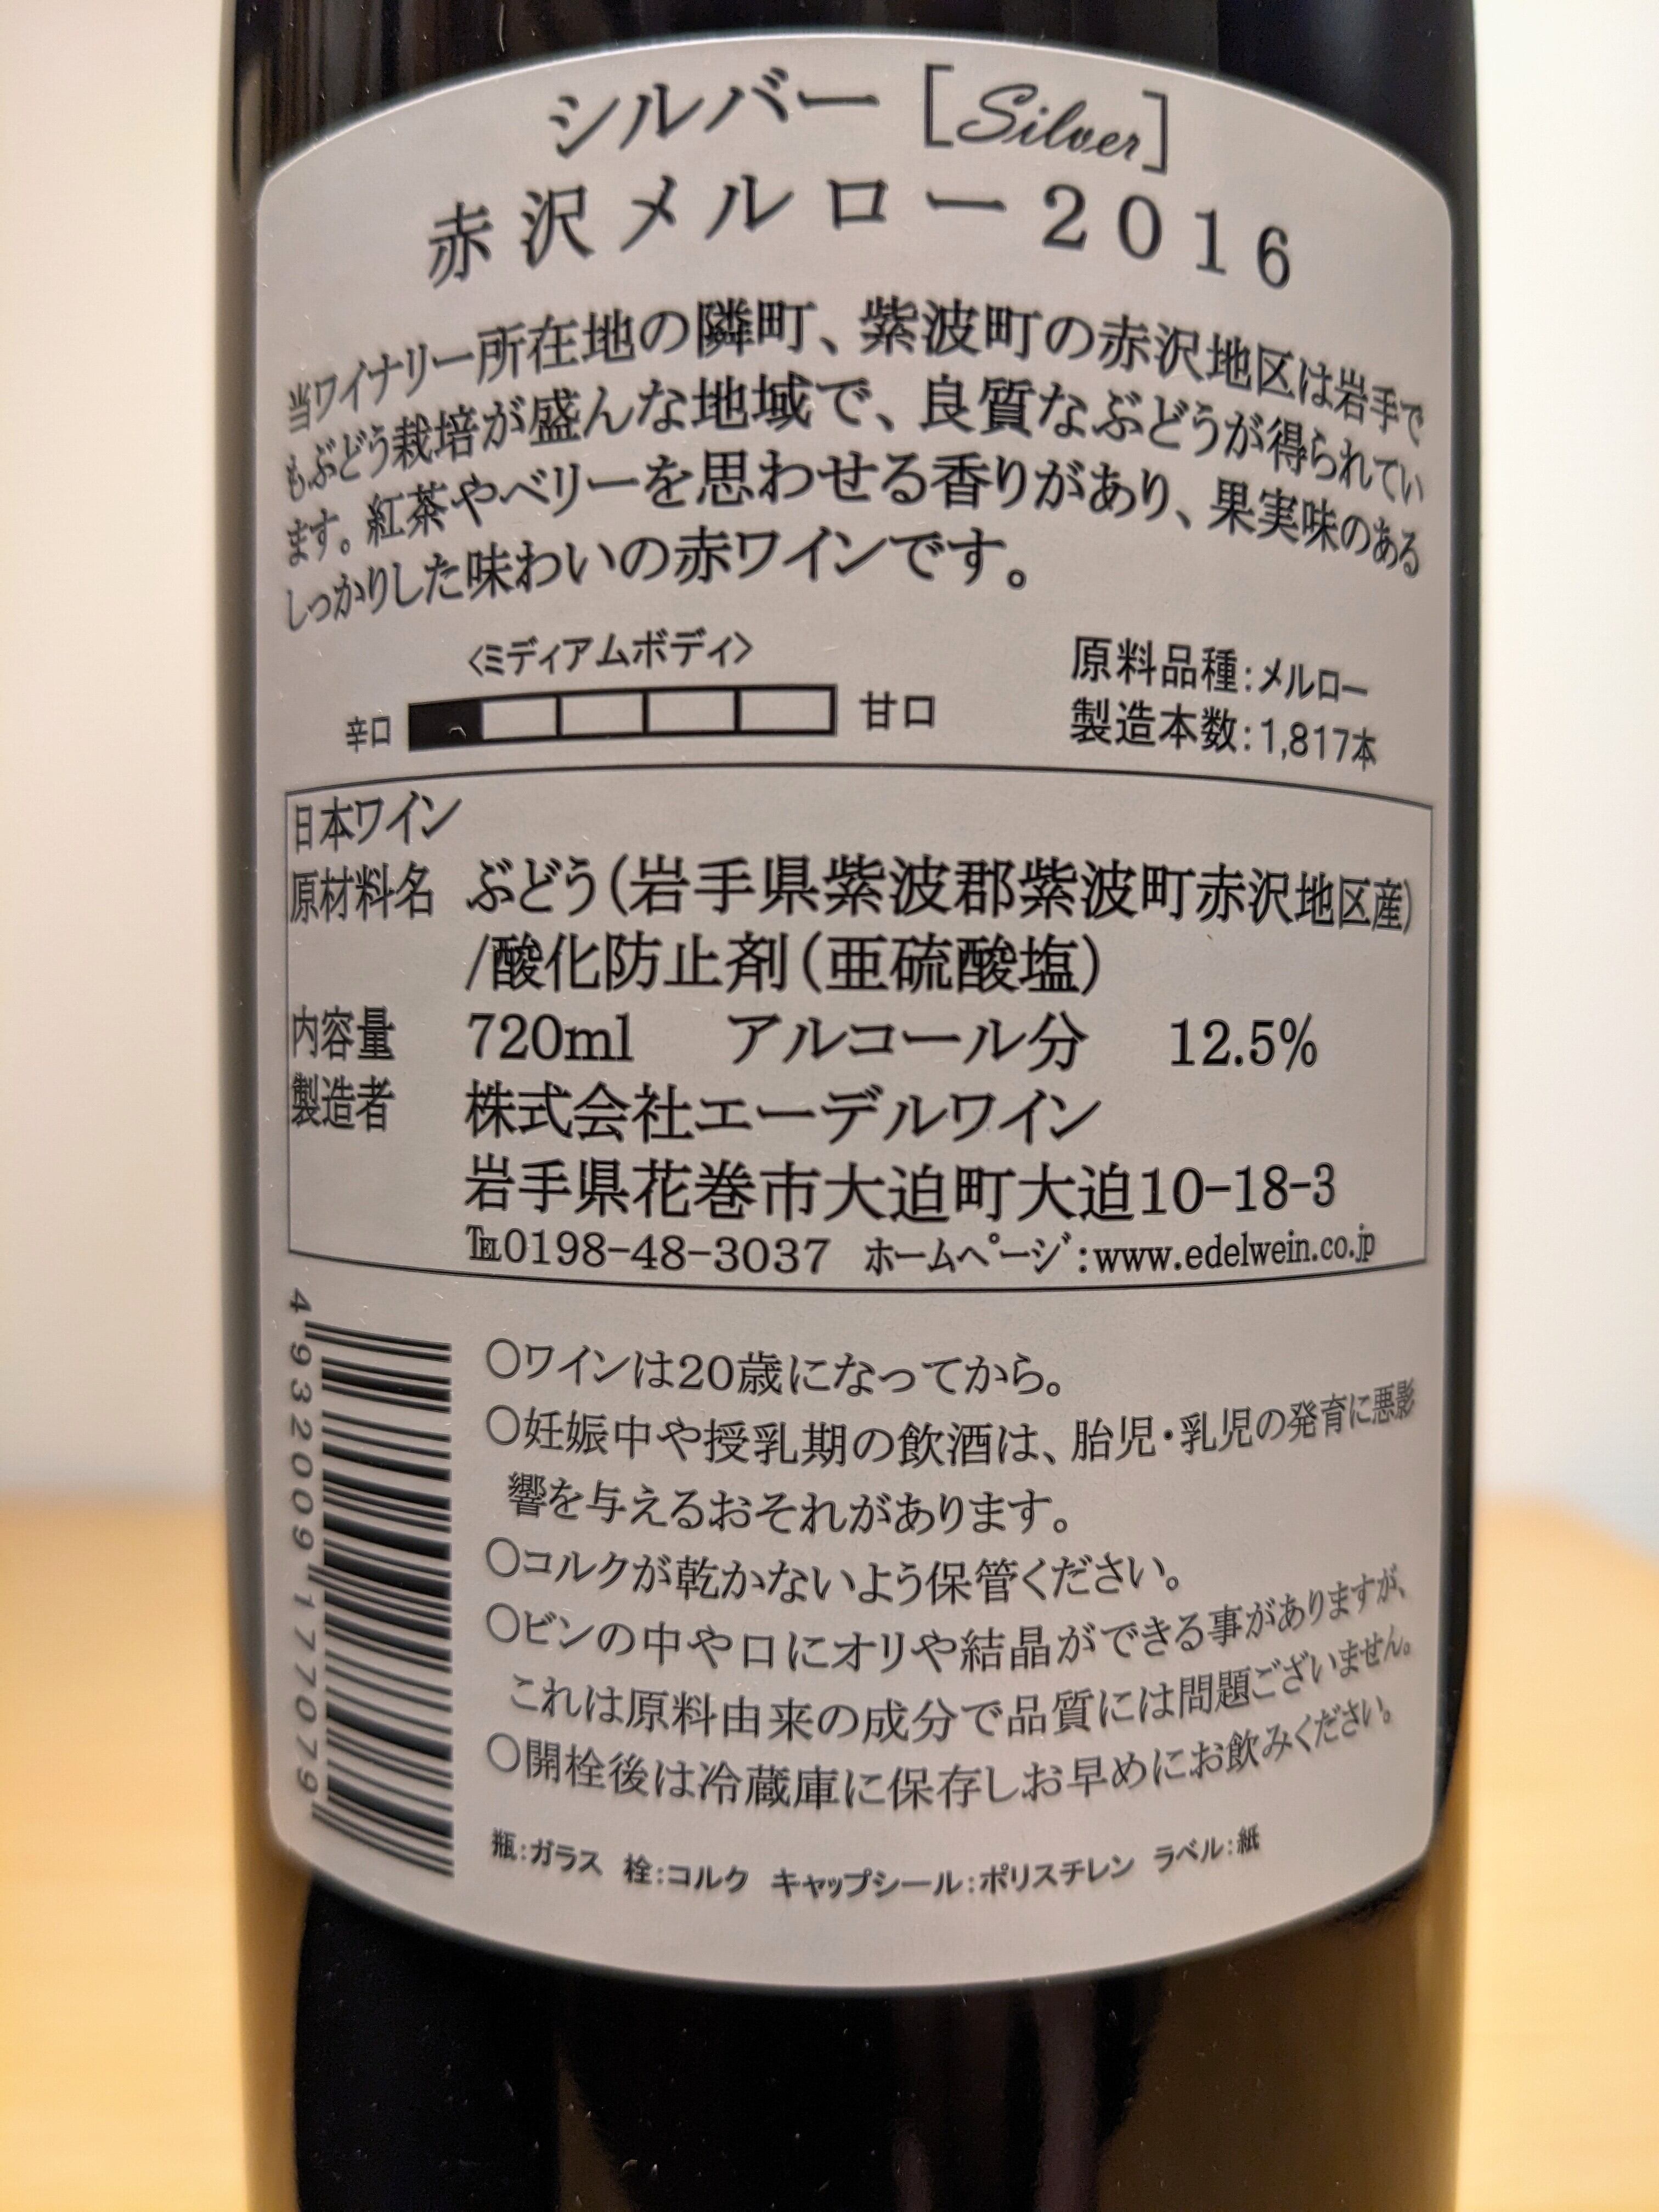 シルバー [Silver]
赤沢メルロー2016
当ワイナリー所在地の隣町、紫波町の赤沢地区は岩手で
もぶどう栽培が盛んな地域で、良質なぶどうが得られてい
ます。紅茶やベリーを思わせる香りがあり、果実味のある
しっかりした味わいの赤ワインです。
<ミディアムボディ>
辛口 甘口
原料品種:メルロー
製造本数:1,817本
日本ワイン
原材料名 ぶどう(岩手県紫波郡紫波町赤沢地区産)
/酸化防止剤(亜硫酸塩)
内容量 720ml アルコール分 12.5%
製造者 株式会社エーデルワイン
岩手県花巻市大迫町大迫10-18-3
℡0198-48-3037 ホームページ:www.edelwein.co.jp
4 932009 177079
○ワインは20歳になってから。
○妊娠中や授乳期の飲酒は、胎児・乳児の発育に悪影
響を与えるおそれがあります。
○コルクが乾かないよう保管ください。
○ビンの中や口にオリや結晶ができる事がありますが、
これは原料由来の成分で品質には問題ございません。
○開栓後は冷蔵庫に保存しお早めにお飲みください。
瓶:ガラス 栓:コルク キャップシール:ポリスチレン ラベル:紙